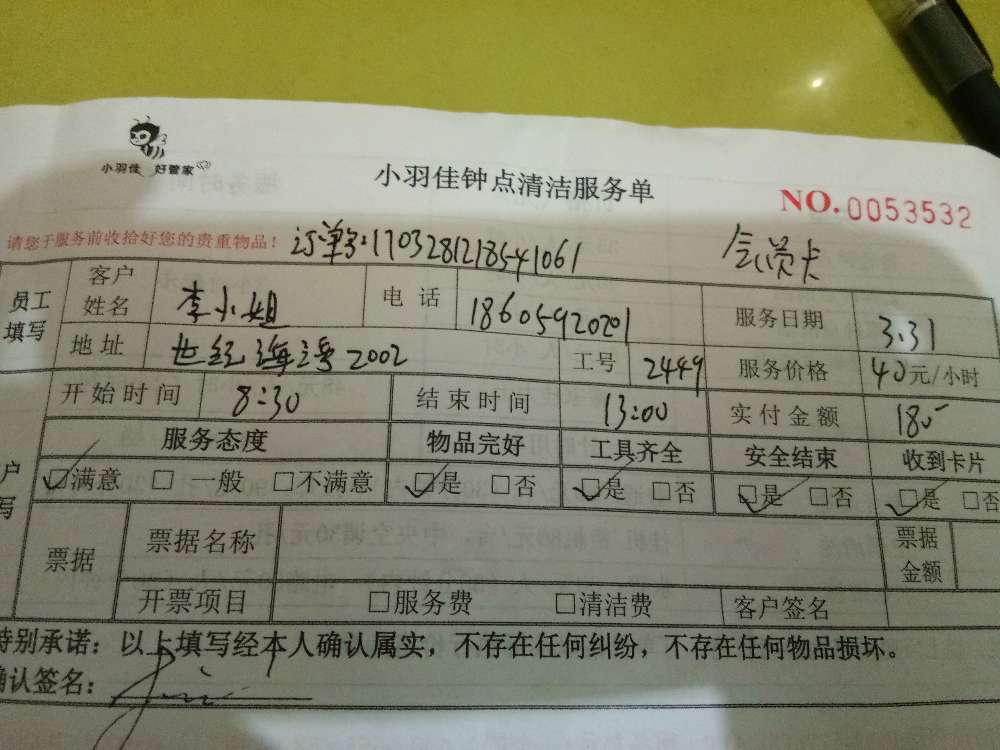 小羽佳 好管家
小羽佳钟点清洁服务单
NO.0053532
请您于服务前收拾好您的贵重物品！ 订单号:1703281218541061 会员卡
员工填写 客户姓名 李小姐 电话 18605920201 服务日期 3.31
地址 世纪海湾2002 工号 2449 服务价格 40元/小时
开始时间 8:30 结束时间 13:00 实付金额 180
服务态度 物品完好 工具齐全 安全结束 收到卡片
户写 ☑满意 □一般 □不满意 ☑是 □否 ☑是 □否 ☑是 □否 ☑是 □否
票据 票据名称 票据金额
开票项目 □服务费 □清洁费 客户签名
特别承诺：以上填写经本人确认属实，不存在任何纠纷，不存在任何物品损坏。
确认签名：